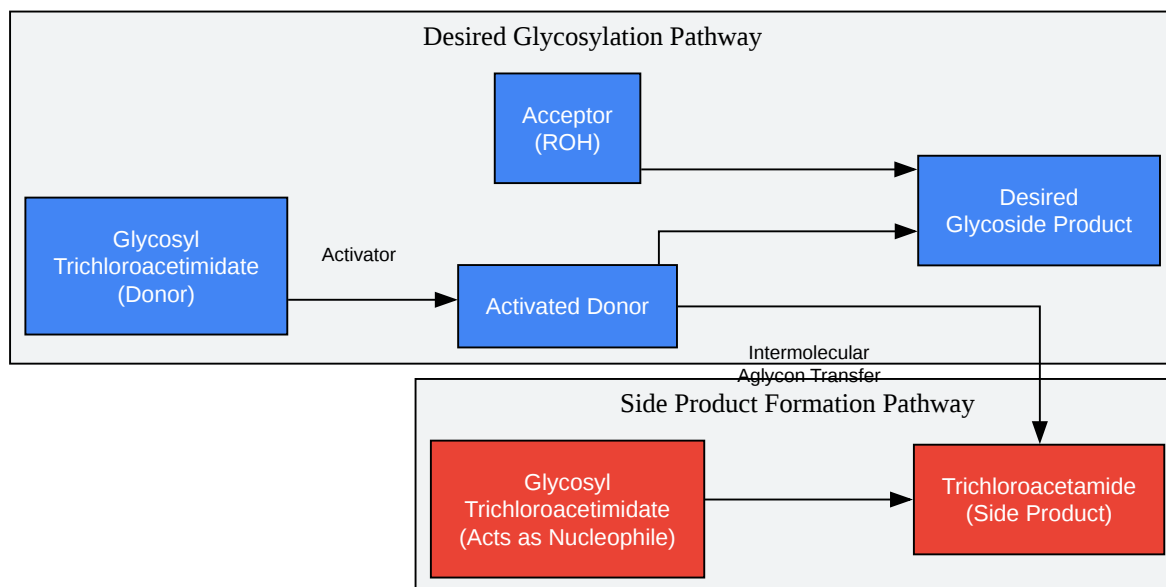 Desired Glycosylation Pathway
Acceptor
(ROH)
Desired
Glycoside Product
Glycosyl
Trichloroacetimidate
(Donor)
Activator
Activated Donor
Intermolecular
Aglycon Transfer
Side Product Formation Pathway
Glycosyl
Trichloroacetimidate
(Acts as Nucleophile)
Trichloroacetamide
(Side Product)